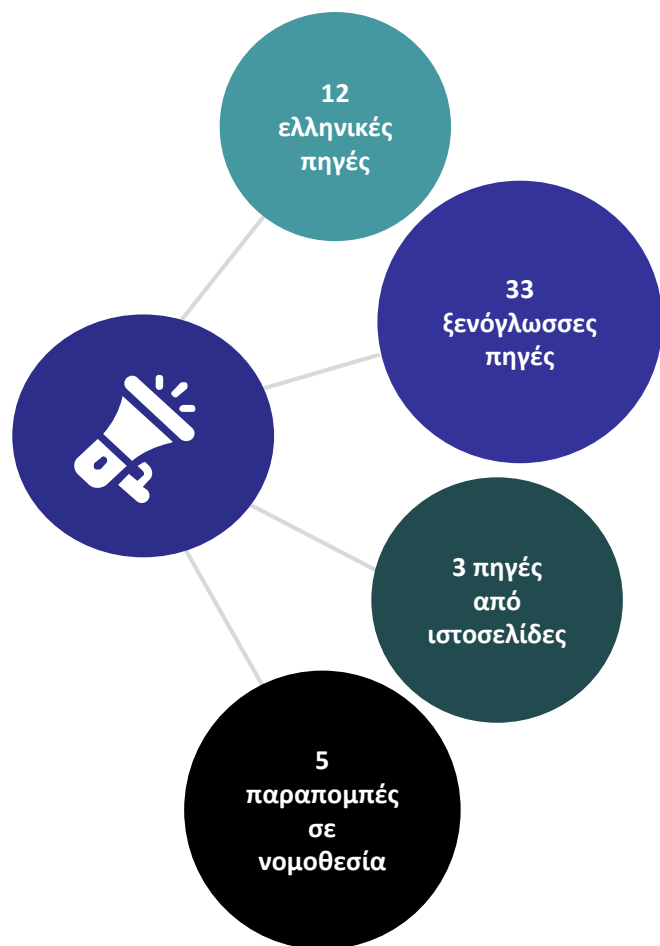 12
ελληνικές
πηγές
33
ξενόγλωσσες
πηγές
3 πηγές
από
ιστοσελίδες
5
παραπομπές
σε
νομοθεσία